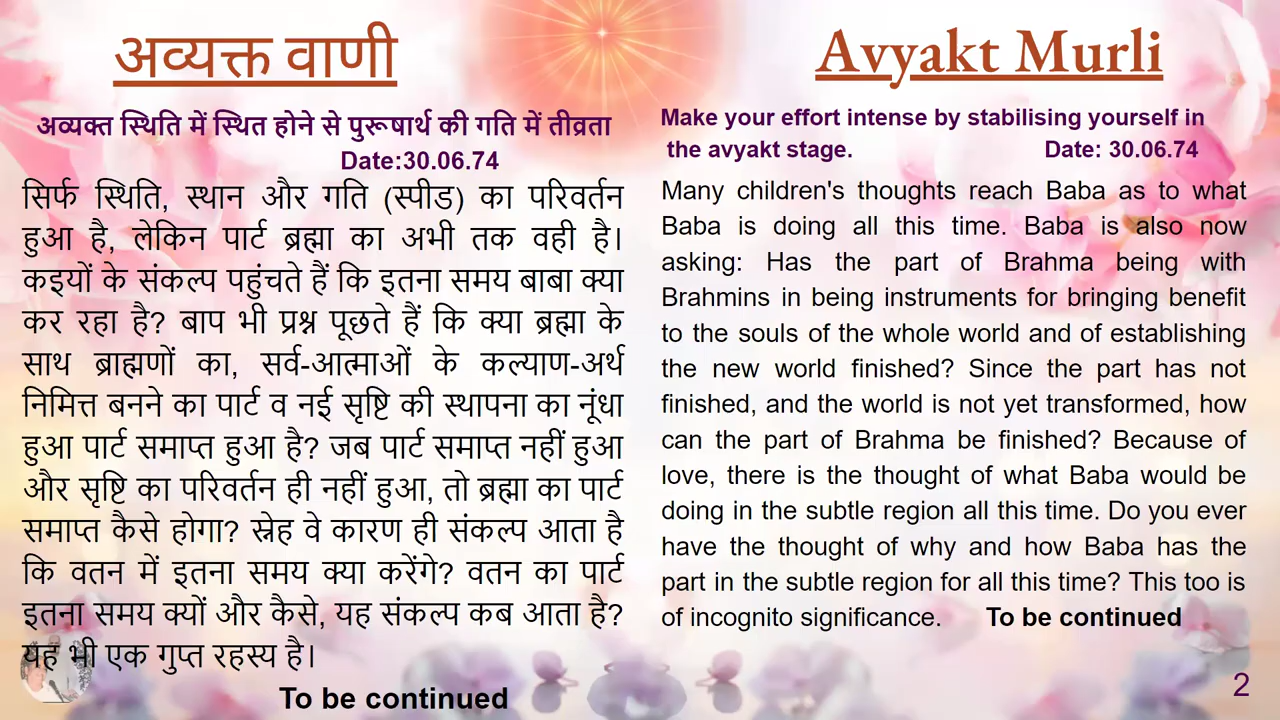 अव्यक्त वाणी
अव्यक्त स्थिति में स्थित होने से पुरूषार्थ की गति में तीव्रता
Date:30.06.74
सिर्फ स्थिति, स्थान और गति (स्पीड) का परिवर्तन
हुआ है, लेकिन पार्ट ब्रह्मा का अभी तक वही है।
कइयों के संकल्प पहुंचते हैं कि इतना समय बाबा क्या
कर रहा है? बाप भी प्रश्न पूछते हैं कि क्या ब्रह्मा के
साथ ब्राह्मणों का, सर्व-आत्माओं के कल्याण-अर्थ
निमित्त बनने का पार्ट व नई सृष्टि की स्थापना का नूंधा
हुआ पार्ट समाप्त हुआ है? जब पार्ट समाप्त नहीं हुआ
और सृष्टि का परिवर्तन ही नहीं हुआ, तो ब्रह्मा का पार्ट
समाप्त कैसे होगा? स्नेह वे कारण ही संकल्प आता है
कि वतन में इतना समय क्या करेंगे? वतन का पार्ट
इतना समय क्यों और कैसे, यह संकल्प कब आता है?
यह भी एक गुप्त रहस्य है।
To be continued
Avyakt Murli
Make your effort intense by stabilising yourself in
the avyakt stage. Date: 30.06.74
Many children's thoughts reach Baba as to what
Baba is doing all this time. Baba is also now
asking: Has the part of Brahma being with
Brahmins in being instruments for bringing benefit
to the souls of the whole world and of establishing
the new world finished? Since the part has not
finished, and the world is not yet transformed, how
can the part of Brahma be finished? Because of
love, there is the thought of what Baba would be
doing in the subtle region all this time. Do you ever
have the thought of why and how Baba has the
part in the subtle region for all this time? This too is
of incognito significance. To be continued
2